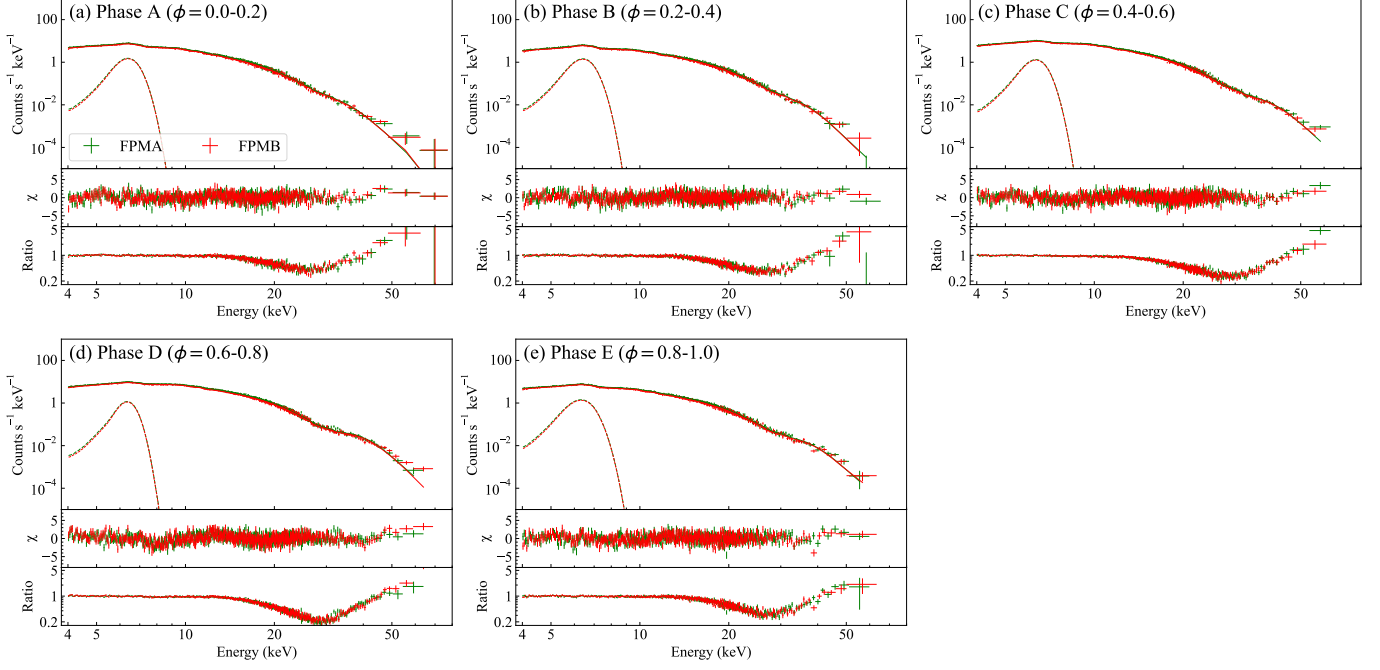 (a) Phase A (ϕ = 0.0-0.2)
100
1
10⁻²
10⁻⁴
Counts s⁻¹ keV⁻¹
FPMA
FPMB
5
0
−5
χ
5
1
0.2
Ratio
4 5 10 20 50
Energy (keV)
(b) Phase B (ϕ = 0.2-0.4)
100
1
10⁻²
10⁻⁴
Counts s⁻¹ keV⁻¹
5
0
−5
χ
5
1
0.2
Ratio
4 5 10 20 50
Energy (keV)
(c) Phase C (ϕ = 0.4-0.6)
100
1
10⁻²
10⁻⁴
Counts s⁻¹ keV⁻¹
5
0
−5
χ
5
1
0.2
Ratio
4 5 10 20 50
Energy (keV)
(d) Phase D (ϕ = 0.6-0.8)
100
1
10⁻²
10⁻⁴
Counts s⁻¹ keV⁻¹
5
0
−5
χ
5
1
0.2
Ratio
4 5 10 20 50
Energy (keV)
(e) Phase E (ϕ = 0.8-1.0)
100
1
10⁻²
10⁻⁴
Counts s⁻¹ keV⁻¹
5
0
−5
χ
5
1
0.2
Ratio
4 5 10 20 50
Energy (keV)